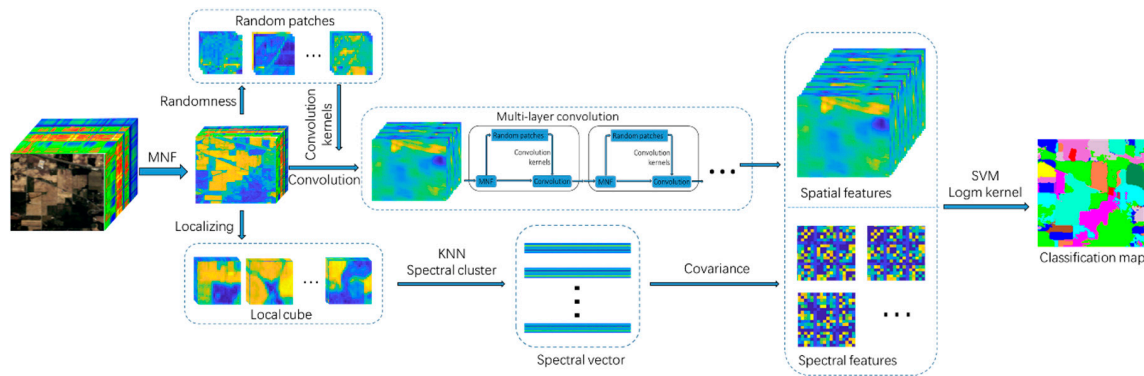 Random patches
Randomness
Convolution
kernels
MNF
Convolution
Localizing
Multi-layer convolution
Random patches
Convolution
kernels
MNF
Convolution
Random patches
Convolution
kernels
MNF
Convolution
Spatial features
SVM
Logm kernel
Classification map
KNN
Spectral cluster
Covariance
Local cube
Spectral vector
Spectral features